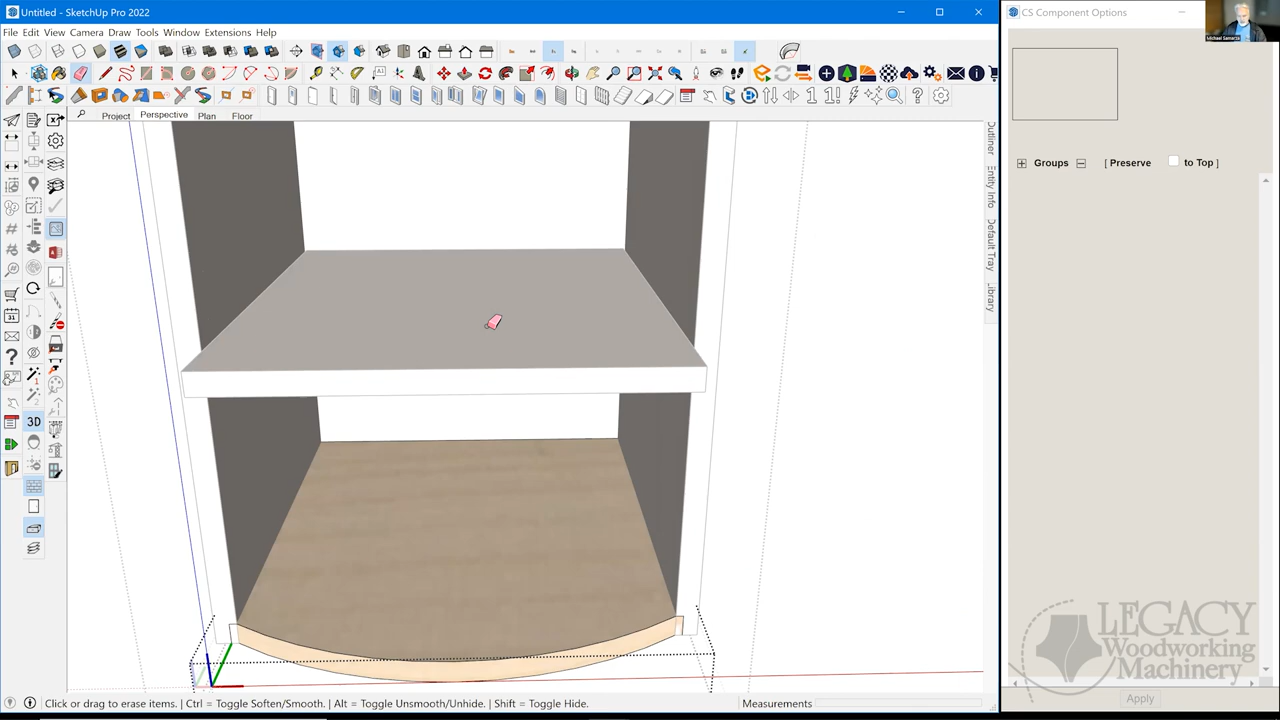 Untitled - SketchUp Pro 2022
File Edit View Camera Draw Tools Window Extensions Help
Project Perspective Plan Floor
3D
31
Outliner
Entity Info
Default Tray
Library
Click or drag to erase items. | Ctrl = Toggle Soften/Smooth. | Alt = Toggle Unsmooth/Unhide. | Shift = Toggle Hide.
Measurements
CS Component Options
Groups [ Preserve to Top ]
LEGACY
Woodworking
Machinery
Apply